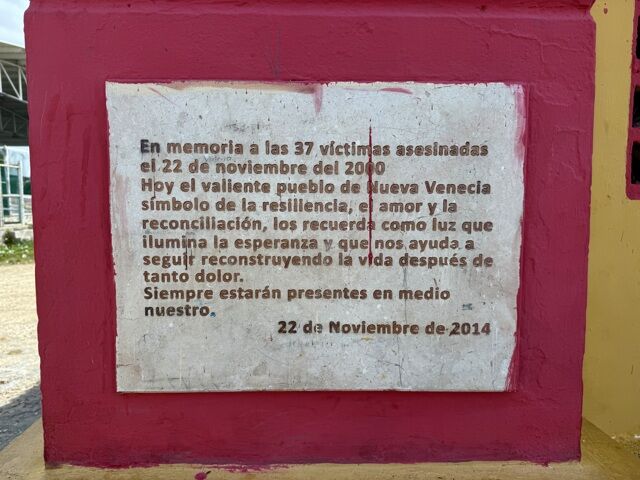 En memoria a las 37 víctimas asesinadas
el 22 de noviembre del 2000
Hoy el valiente pueblo de Nueva Venecia
símbolo de la resiliencia, el amor y la
reconciliación, los recuerda como luz que
ilumina la esperanza y que nos ayuda a
seguir reconstruyendo la vida después de
tanto dolor.
Siempre estarán presentes en medio
nuestro.
22 de Noviembre de 2014